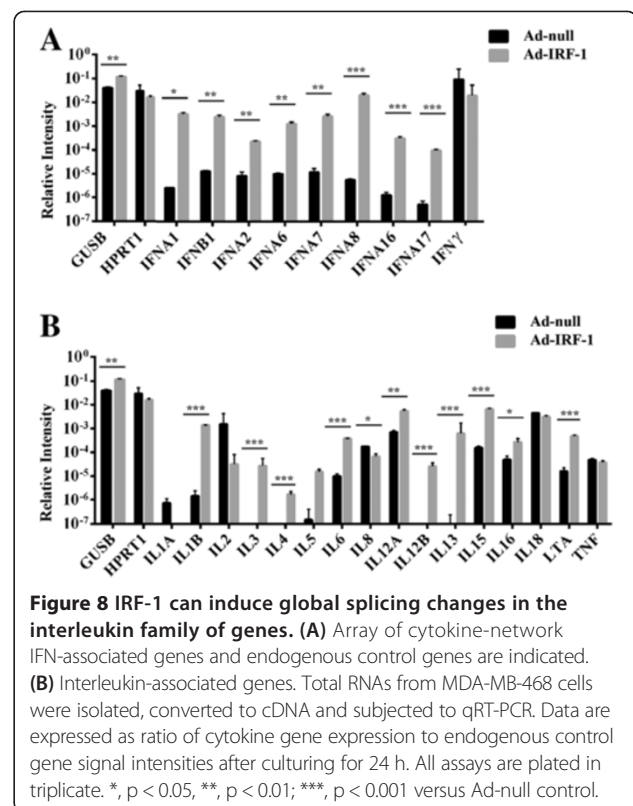 A
Ad-null
Ad-IRF-1
Relative Intensity
10^0
10^-1
10^-2
10^-3
10^-4
10^-5
10^-6
10^-7
** * ** ** ** ** *** *** ***
GUSB HPRT1 IFNA1 IFNB1 IFNA2 IFNA6 IFNA7 IFNA8 IFNA16 IFNA17 IFNγ
B
Ad-null
Ad-IRF-1
Relative Intensity
10^0
10^-1
10^-2
10^-3
10^-4
10^-5
10^-6
10^-7
** *** *** *** *** * ** *** *** *** * ***
GUSB HPRT1 IL1A IL1B IL2 IL3 IL4 IL5 IL6 IL8 IL12A IL12B IL13 IL15 IL16 IL18 LTA TNF
Figure 8 IRF-1 can induce global splicing changes in the
interleukin family of genes. (A) Array of cytokine-network
IFN-associated genes and endogenous control genes are indicated.
(B) Interleukin-associated genes. Total RNAs from MDA-MB-468 cells
were isolated, converted to cDNA and subjected to qRT-PCR. Data are
expressed as ratio of cytokine gene expression to endogenous control
gene signal intensities after culturing for 24 h. All assays are plated in
triplicate. *, p < 0.05, **, p < 0.01; ***, p < 0.001 versus Ad-null control.